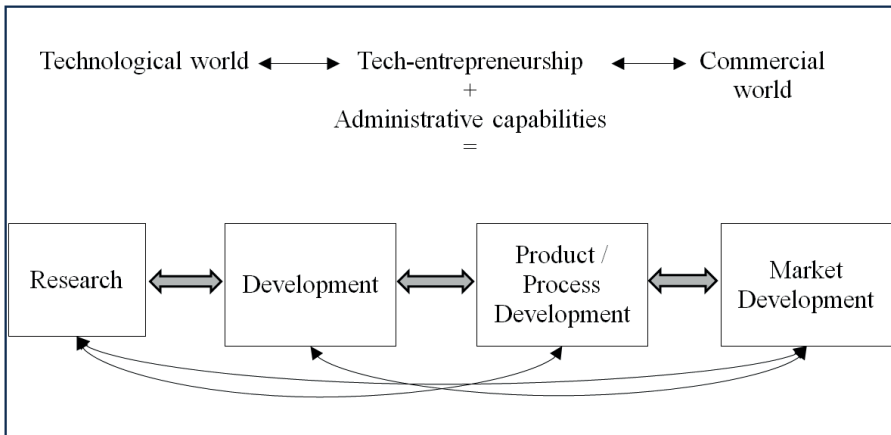 Technological world Tech-entrepreneurship Commercial
+ world
Administrative capabilities
=
Research
Development
Product /
Process
Development
Market
Development